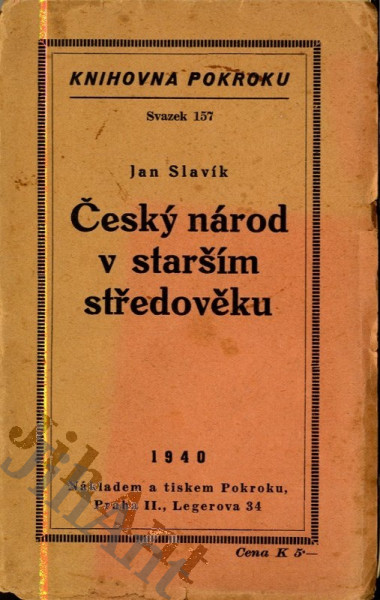 KNIHOVNA POKROKU
Svazek 157
Jan Slavík
Český národ
v starším
středověku
1940
Nákladem a tiskem Pokroku,
Praha II., Legerova 34
Cena K 5·—
JihAnt